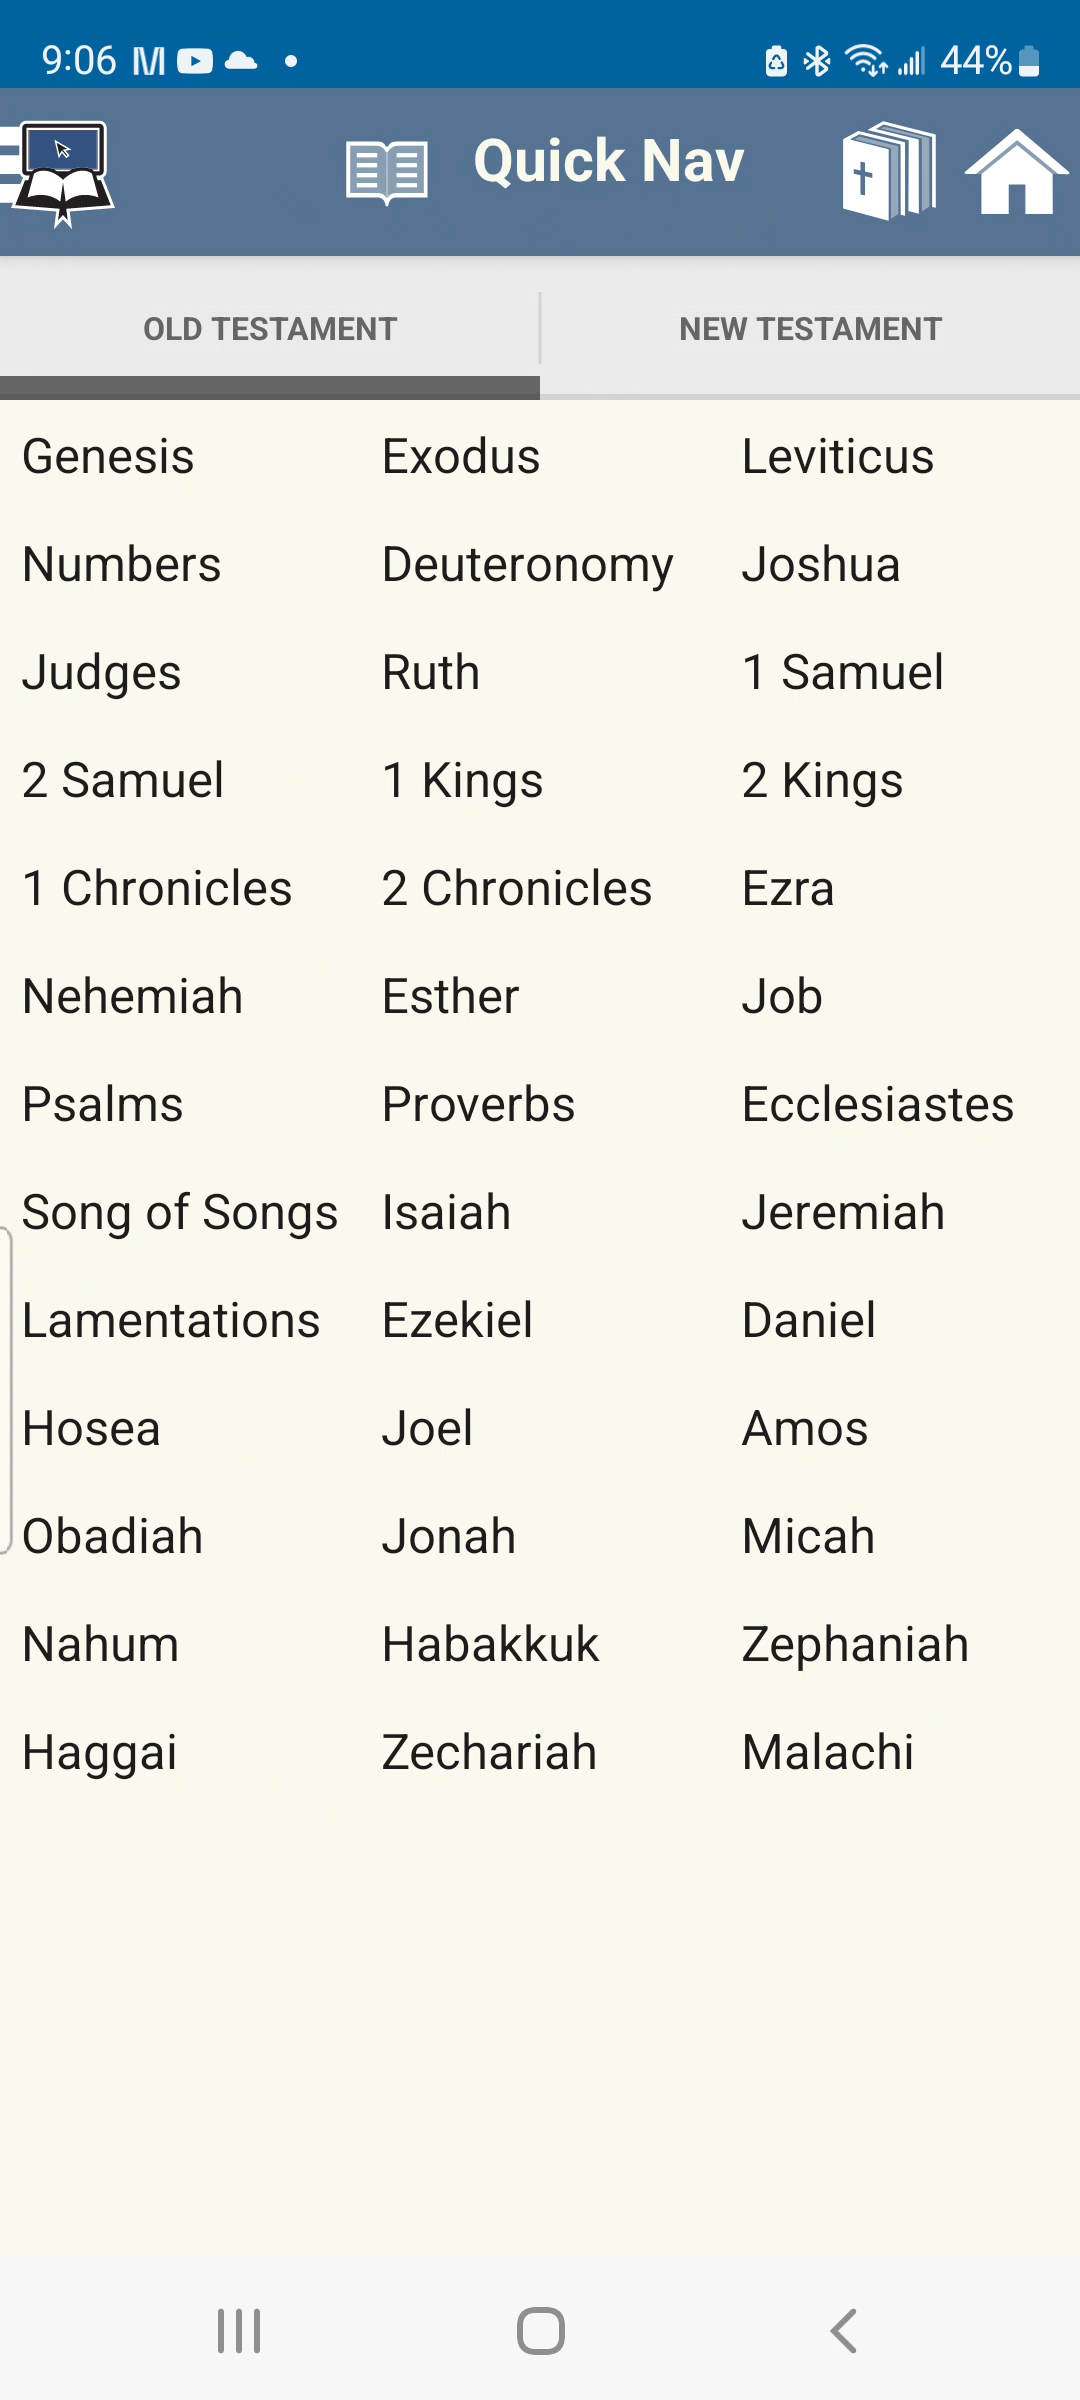 9:06 44%
Quick Nav
OLD TESTAMENT NEW TESTAMENT
Genesis Exodus Leviticus
Numbers Deuteronomy Joshua
Judges Ruth 1 Samuel
2 Samuel 1 Kings 2 Kings
1 Chronicles 2 Chronicles Ezra
Nehemiah Esther Job
Psalms Proverbs Ecclesiastes
Song of Songs Isaiah Jeremiah
Lamentations Ezekiel Daniel
Hosea Joel Amos
Obadiah Jonah Micah
Nahum Habakkuk Zephaniah
Haggai Zechariah Malachi